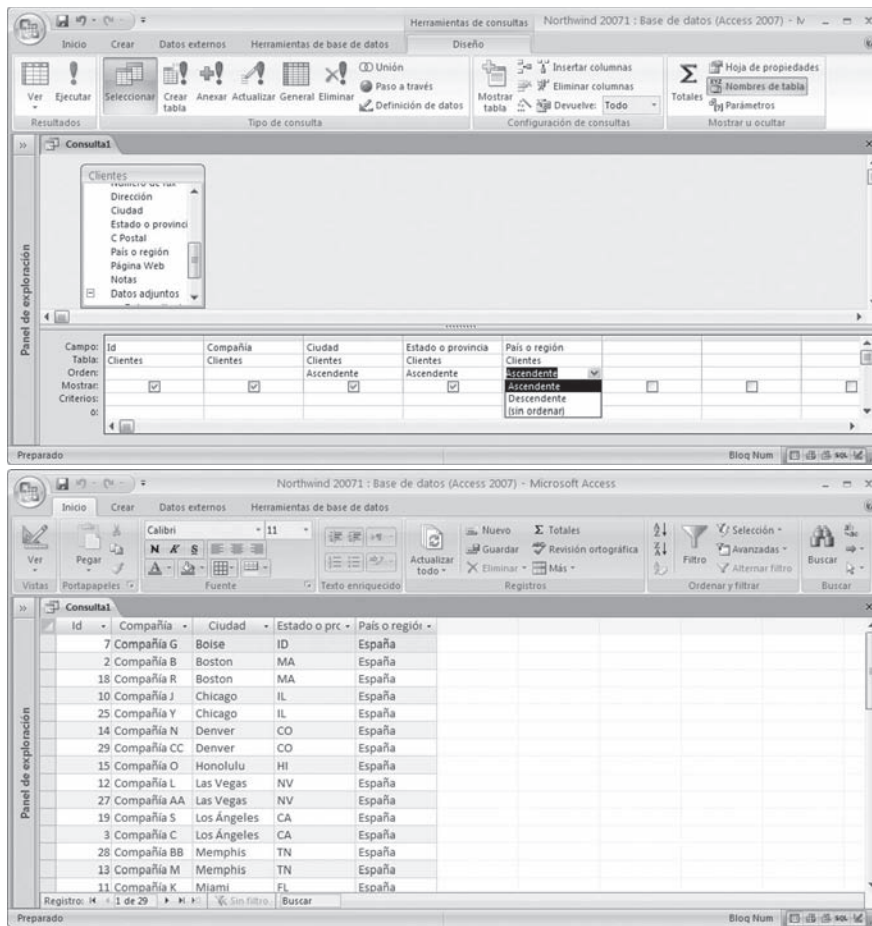 Herramientas de consultas
Northwind 20071 : Base de datos (Access 2007) - M
Inicio Crear Datos externos Herramientas de base de datos Diseño
Ver
Ejecutar
Seleccionar
Crear tabla
Anexar
Actualizar
General
Eliminar
Unión
Paso a través
Definición de datos
Mostrar tabla
Insertar columnas
Eliminar columnas
Devuelve: Todo
Totales
Hoja de propiedades
Nombres de tabla
Parámetros
Resultados Tipo de consulta Configuración de consultas Mostrar u ocultar
Consulta1
Panel de exploración
Clientes
Dirección
Ciudad
Estado o provinci
C Postal
País o región
Página Web
Notas
Datos adjuntos
Campo: Id Compañía Ciudad Estado o provincia País o región
Tabla: Clientes Clientes Clientes Clientes Clientes
Orden: Ascendente Ascendente Ascendente
Mostrar: Ascendente
Criterios: Descendente
o: (sin ordenar)
Preparado Bloq Num SQL
Northwind 20071 : Base de datos (Access 2007) - Microsoft Access
Inicio Crear Datos externos Herramientas de base de datos
Ver
Pegar
Calibri 11
N K S
Actualizar todo
Nuevo
Guardar
Eliminar
Totales
Revisión ortográfica
Más
Filtro
Selección
Avanzadas
Alternar filtro
Buscar
Vistas Portapapeles Fuente Texto enriquecido Registros Ordenar y filtrar Buscar
Consulta1
Panel de exploración
Id Compañía Ciudad Estado o prc País o regiór
7 Compañía G Boise ID España
2 Compañía B Boston MA España
18 Compañía R Boston MA España
10 Compañía J Chicago IL España
25 Compañía Y Chicago IL España
14 Compañía N Denver CO España
29 Compañía CC Denver CO España
15 Compañía O Honolulu HI España
12 Compañía L Las Vegas NV España
27 Compañía AA Las Vegas NV España
19 Compañía S Los Ángeles CA España
3 Compañía C Los Ángeles CA España
28 Compañía BB Memphis TN España
13 Compañía M Memphis TN España
11 Compañía K Miami FL España
Registro: 1 de 29 Sin filtro Buscar
Preparado Bloq Num SQL